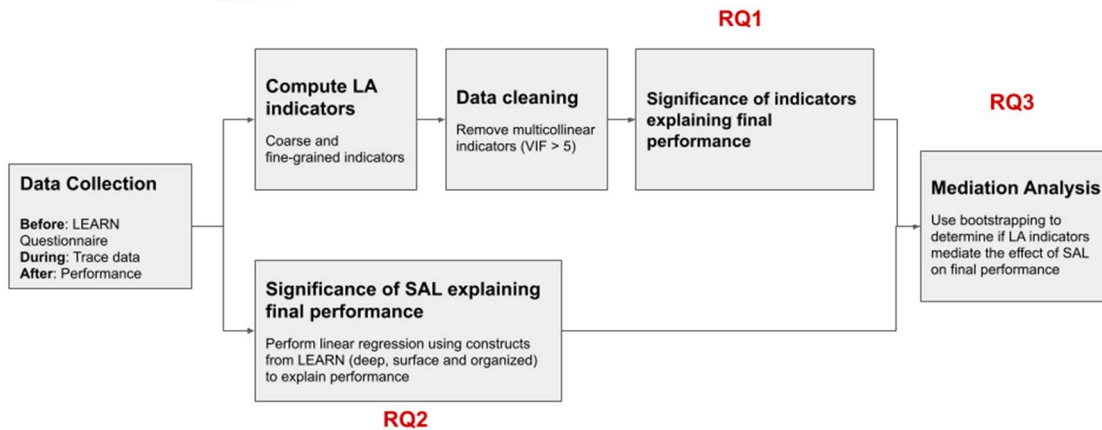 RQ1
RQ3
Compute LA
indicators
Coarse and
fine-grained indicators
Data cleaning
Remove multicollinear
indicators (VIF > 5)
Significance of indicators
explaining final
performance
Data Collection
Before: LEARN
Questionnaire
During: Trace data
After: Performance
Mediation Analysis
Use bootstrapping to
determine if LA indicators
mediate the effect of SAL
on final performance
Significance of SAL explaining
final performance
Perform linear regression using constructs
from LEARN (deep, surface and organized)
to explain performance
RQ2